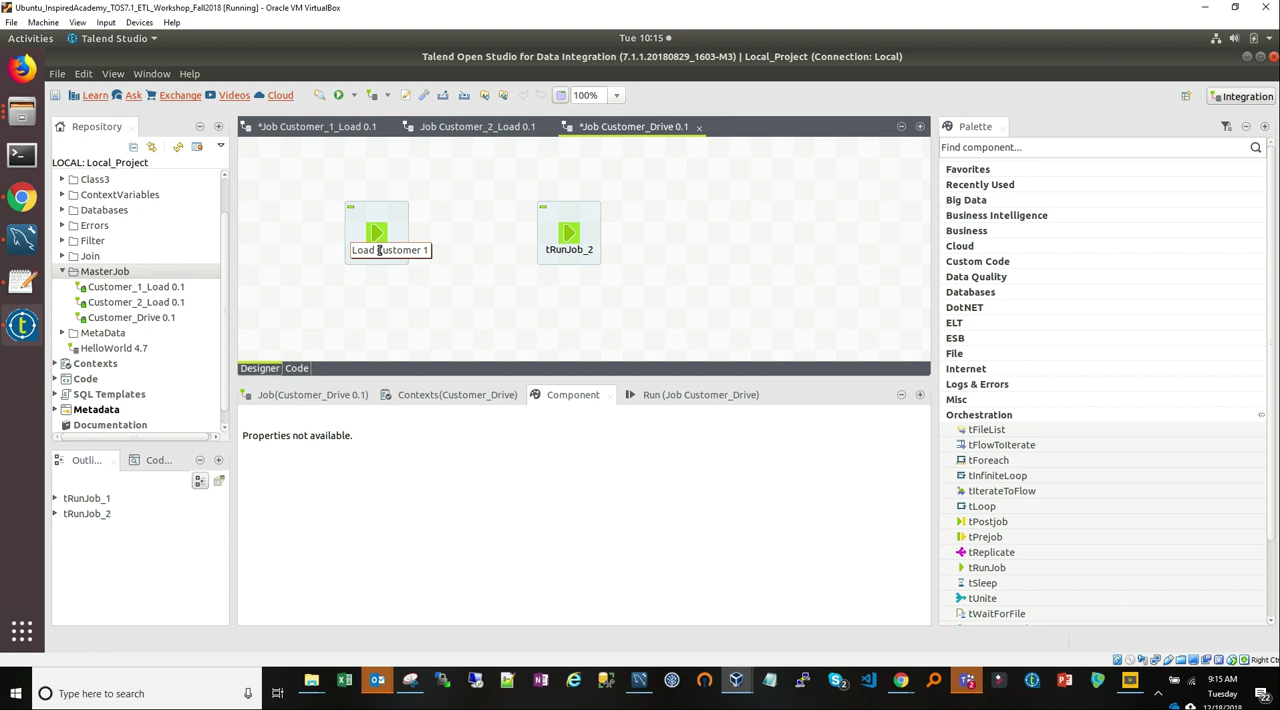 Ubuntu_InspiredAcademy_TOS7.1_ETL_Workshop_Fall2018 [Running] - Oracle VM VirtualBox
File Machine View Input Devices Help
Activities Talend Studio Tue 10:15
Talend Open Studio for Data Integration (7.1.1.20180829_1603-M3) | Local_Project (Connection: Local)
File Edit View Window Help
Learn Ask Exchange Videos Cloud 100% Integration
Repository *Job Customer_1_Load 0.1 Job Customer_2_Load 0.1 *Job Customer_Drive 0.1 Palette
Find component...
LOCAL: Local_Project
Class3
ContextVariables
Databases
Errors
Filter
Join
MasterJob
Customer_1_Load 0.1
Customer_2_Load 0.1
Customer_Drive 0.1
MetaData
HelloWorld 4.7
Contexts
Code
SQL Templates
Metadata
Documentation
Load Customer 1
tRunJob_2
Designer Code
Job(Customer_Drive 0.1) Contexts(Customer_Drive) Component Run (Job Customer_Drive)
Properties not available.
Outli... Cod...
tRunJob_1
tRunJob_2
Favorites
Recently Used
Big Data
Business Intelligence
Business
Cloud
Custom Code
Data Quality
Databases
DotNET
ELT
ESB
File
Internet
Logs & Errors
Misc
Orchestration
tFileList
tFlowToIterate
tForeach
tInfiniteLoop
tIterateToFlow
tLoop
tPostjob
tPrejob
tReplicate
tRunJob
tSleep
tUnite
tWaitForFile
Right Ct
Type here to search
9:15 AM
Tuesday
12/18/2018
22